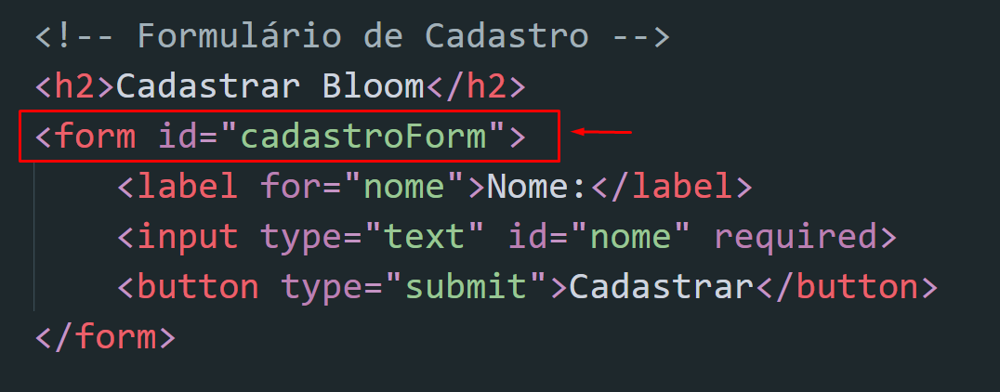 <!-- Formulário de Cadastro -->
<h2>Cadastrar Bloom</h2>
<form id="cadastroForm">
<label for="nome">Nome:</label>
<input type="text" id="nome" required>
<button type="submit">Cadastrar</button>
</form>